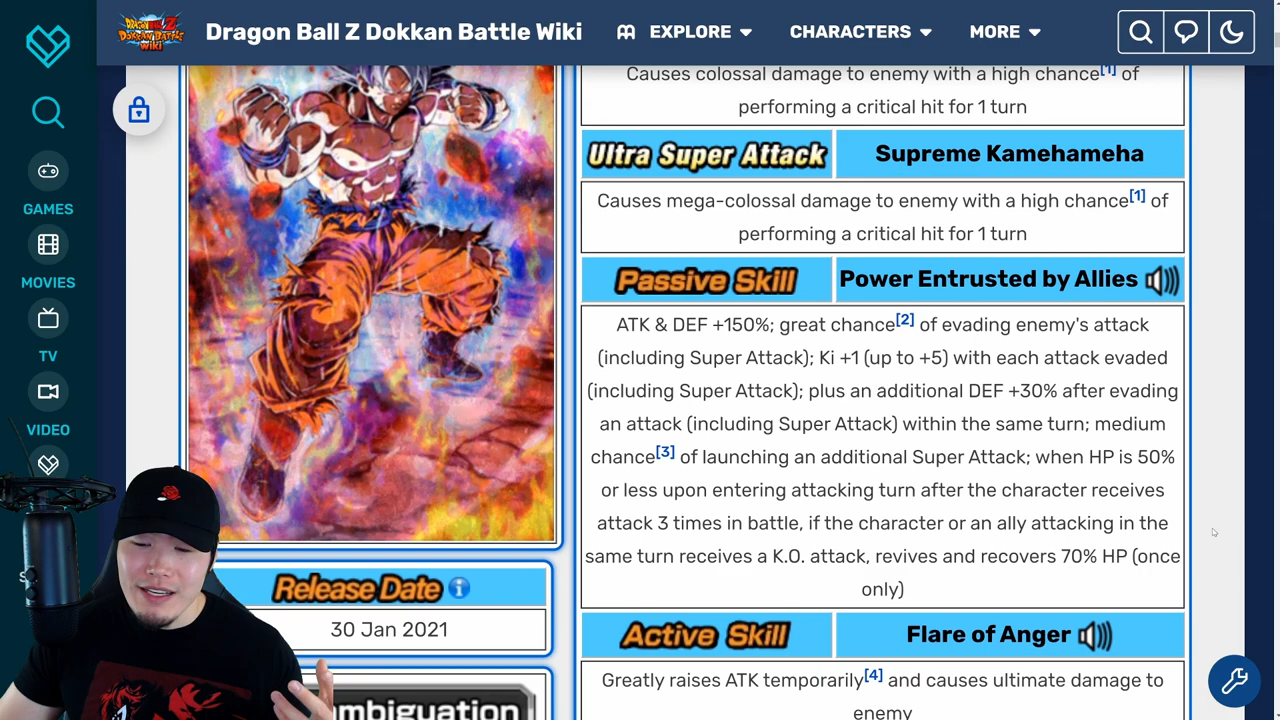 DRAGON BALL Z DOKKAN BATTLE wiki
Dragon Ball Z Dokkan Battle Wiki
EXPLORE
CHARACTERS
MORE
GAMES
MOVIES
TV
VIDEO
Causes colossal damage to enemy with a high chance[1] of
performing a critical hit for 1 turn
Ultra Super Attack
Supreme Kamehameha
Causes mega-colossal damage to enemy with a high chance[1] of
performing a critical hit for 1 turn
Passive Skill
Power Entrusted by Allies
ATK & DEF +150%; great chance[2] of evading enemy's attack
(including Super Attack); Ki +1 (up to +5) with each attack evaded
(including Super Attack); plus an additional DEF +30% after evading
an attack (including Super Attack) within the same turn; medium
chance[3] of launching an additional Super Attack; when HP is 50%
or less upon entering attacking turn after the character receives
attack 3 times in battle, if the character or an ally attacking in the
same turn receives a K.O. attack, revives and recovers 70% HP (once
only)
Active Skill
Flare of Anger
Greatly raises ATK temporarily[4] and causes ultimate damage to
enemy
Release Date
30 Jan 2021
mbiguation